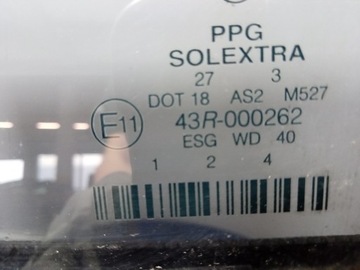 PPG
SOLEXTRA
27 3
DOT 18 AS2 M527
E11 43R-000262
ESG WD 40
1 2 4